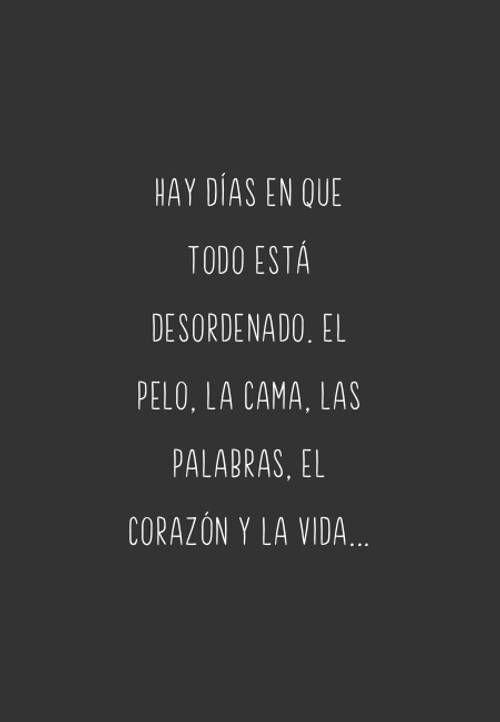 HAY DÍAS EN QUE
TODO ESTÁ
DESORDENADO. EL
PELO, LA CAMA, LAS
PALABRAS, EL
CORAZÓN Y LA VIDA...